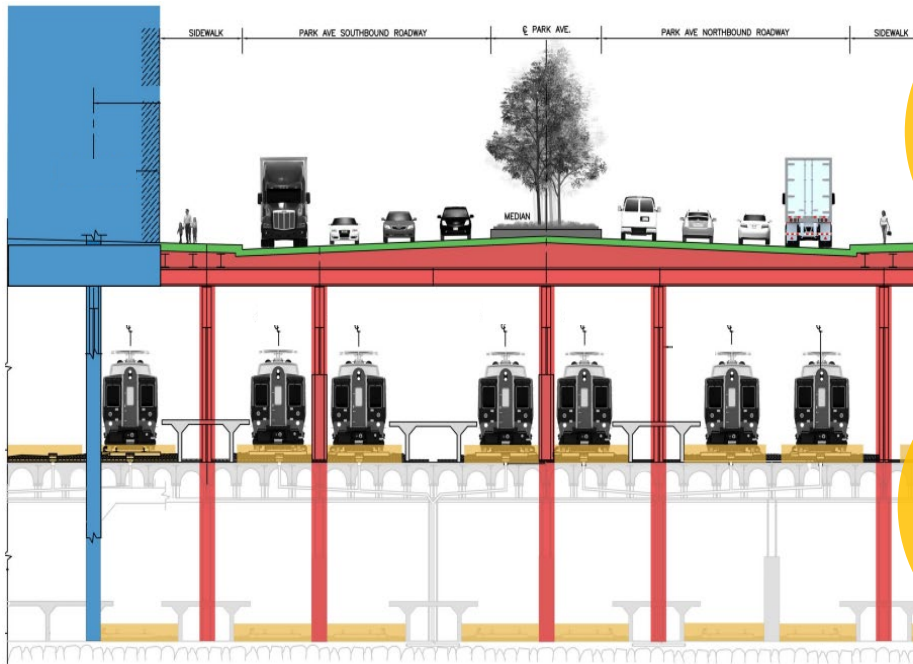 SIDEWALK
PARK AVE SOUTHBOUND ROADWAY
℄ PARK AVE.
PARK AVE NORTHBOUND ROADWAY
SIDEWALK
MEDIAN